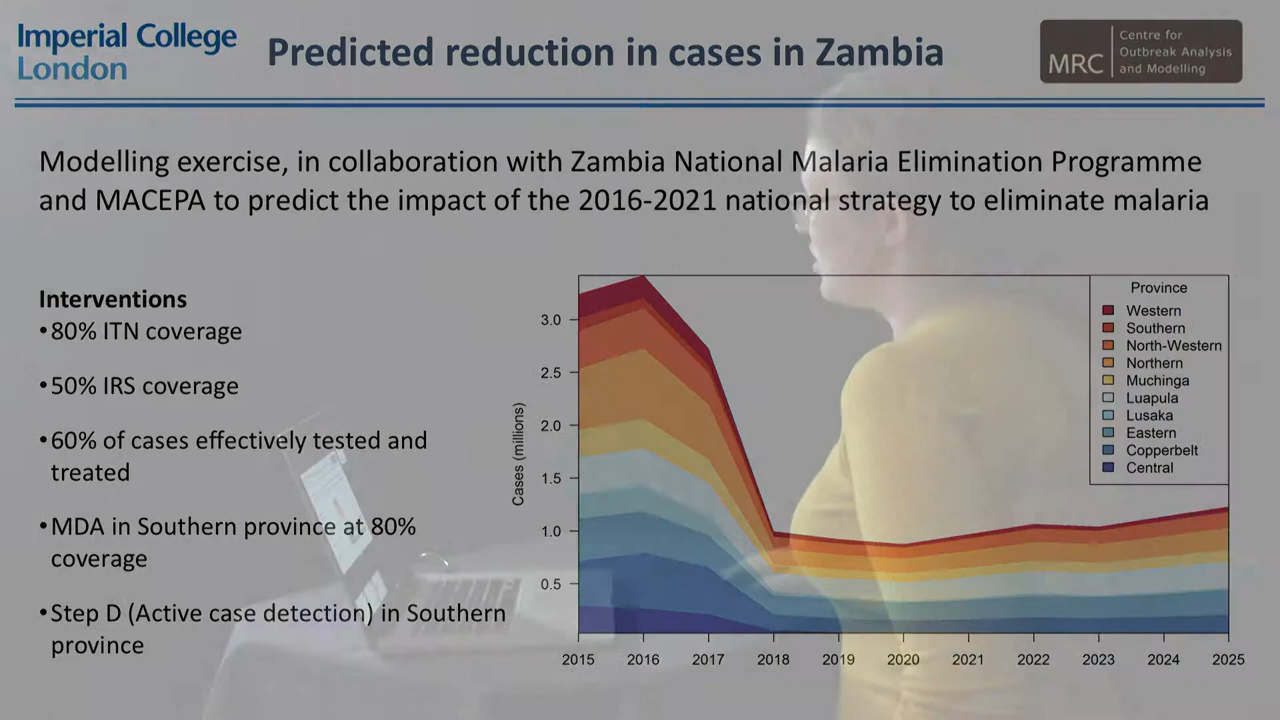 Imperial College
London
Predicted reduction in cases in Zambia
MRC
Centre for
Outbreak Analysis
and Modelling
Modelling exercise, in collaboration with Zambia National Malaria Elimination Programme
and MACEPA to predict the impact of the 2016-2021 national strategy to eliminate malaria
Interventions
•80% ITN coverage
•50% IRS coverage
•60% of cases effectively tested and
treated
•MDA in Southern province at 80%
coverage
•Step D (Active case detection) in Southern
province
Cases (millions)
3.0
2.5
2.0
1.5
1.0
0.5
2015 2016 2017 2018 2019 2020 2021 2022 2023 2024 2025
Province
Western
Southern
North-Western
Northern
Muchinga
Luapula
Lusaka
Eastern
Copperbelt
Central